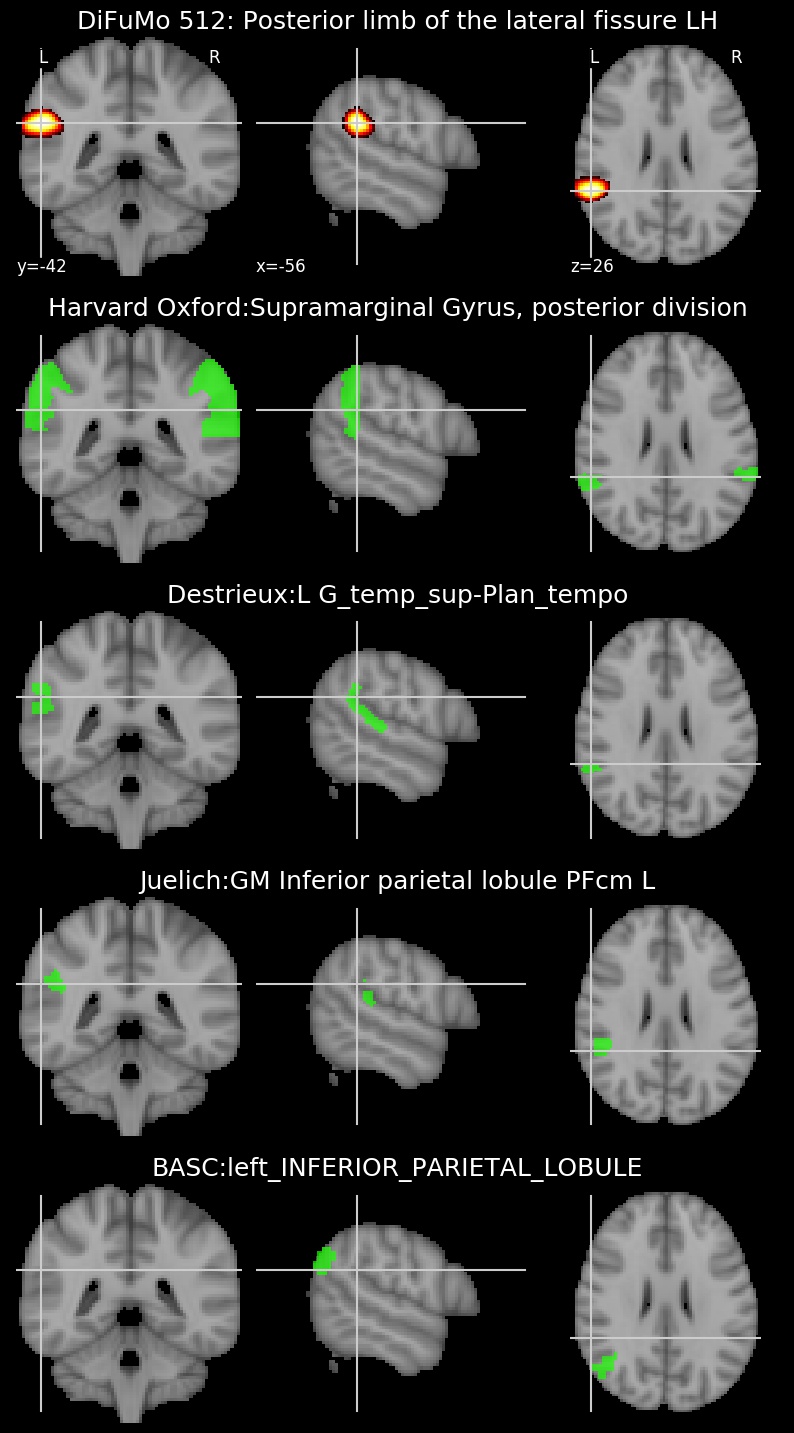 DiFuMo 512: Posterior limb of the lateral fissure LH
L R L R
y=-42 x=-56 z=26
Harvard Oxford:Supramarginal Gyrus, posterior division
Destrieux:L G_temp_sup-Plan_tempo
Juelich:GM Inferior parietal lobule PFcm L
BASC:left_INFERIOR_PARIETAL_LOBULE